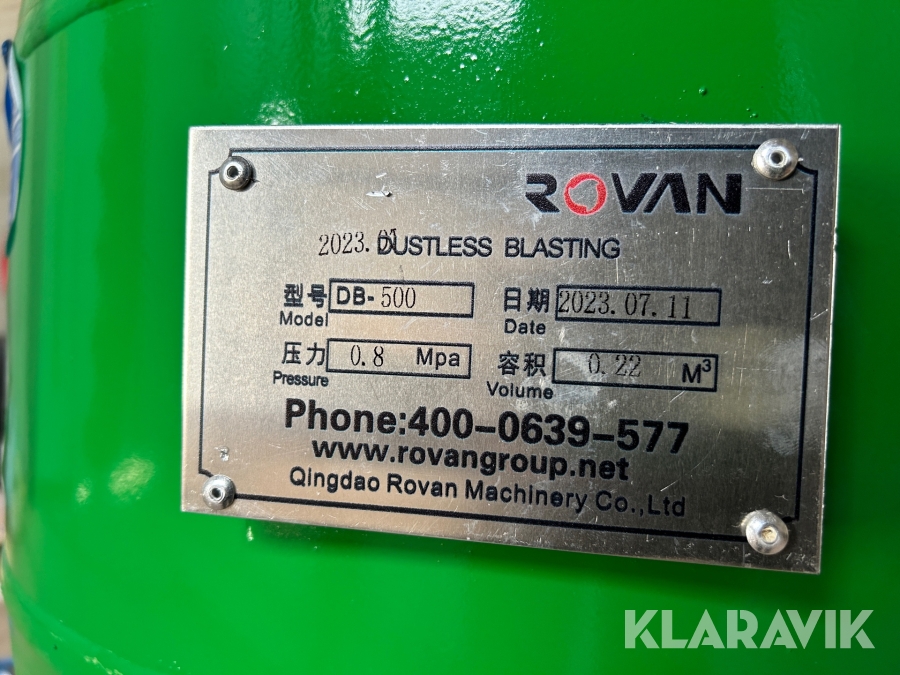 ROVAN
2023.07 DUSTLESS BLASTING
型号 DB-500 日期 2023.07.11
Model Date
压力 0.8 Mpa 容积 0.22 M³
Pressure Volume
Phone:400-0639-577
www.rovangroup.net
Qingdao Rovan Machinery Co.,Ltd
KLARAVIK